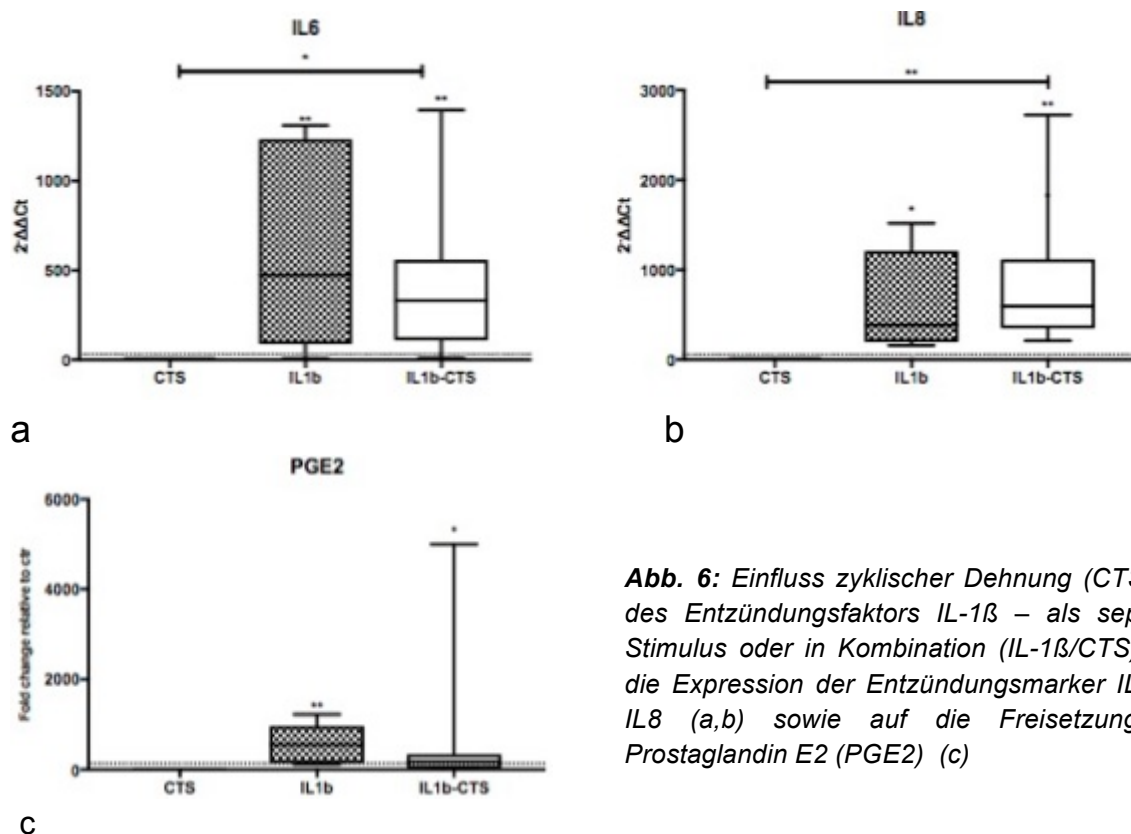 IL6
*
1500
**
**
1000
2-ΔΔCt
500
0
CTS
IL1b
IL1b-CTS
a
IL8
**
3000
**
2000
2-ΔΔCt
*
1000
0
CTS
IL1b
IL1b-CTS
b
PGE2
6000
*
Fold change relative to ctr
4000
2000
**
0
CTS
IL1b
IL1b-CTS
c
Abb. 6: Einfluss zyklischer Dehnung (CTS
des Entzündungsfaktors IL-1ß – als sep
Stimulus oder in Kombination (IL-1ß/CTS)
die Expression der Entzündungsmarker IL
IL8 (a,b) sowie auf die Freisetzung
Prostaglandin E2 (PGE2) (c)